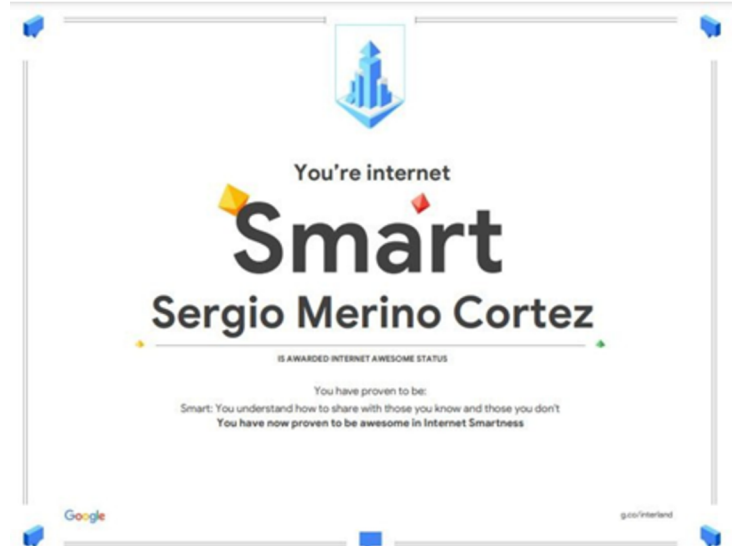 You're internet
Smart
Sergio Merino Cortez
IS AWARDED INTERNET AWESOME STATUS
You have proven to be:
Smart: You understand how to share with those you know and those you don't
You have now proven to be awesome in Internet Smartness
Google
g.co/interland